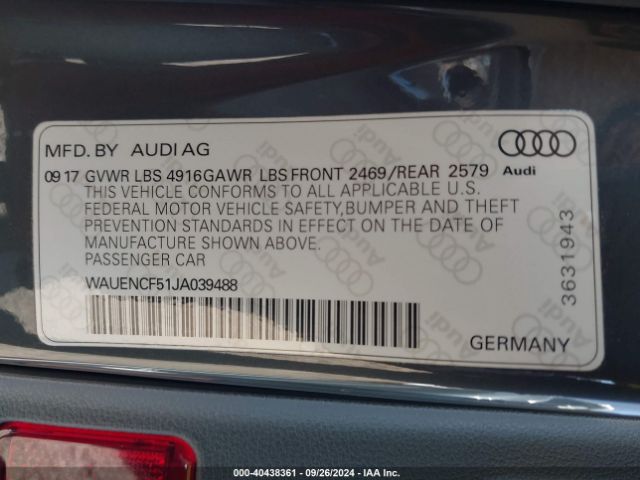 MFD. BY AUDI AG
09 17 GVWR LBS 4916GAWR LBS FRONT 2469/REAR 2579 Audi
THIS VEHICLE CONFORMS TO ALL APPLICABLE U.S.
FEDERAL MOTOR VEHICLE SAFETY,BUMPER AND THEFT
PREVENTION STANDARDS IN EFFECT ON THE DATE OF
MANUFACTURE SHOWN ABOVE.
PASSENGER CAR
WAUENCF51JA039488
3631943
GERMANY
000-40438361 - 09/26/2024 - IAAI.COM